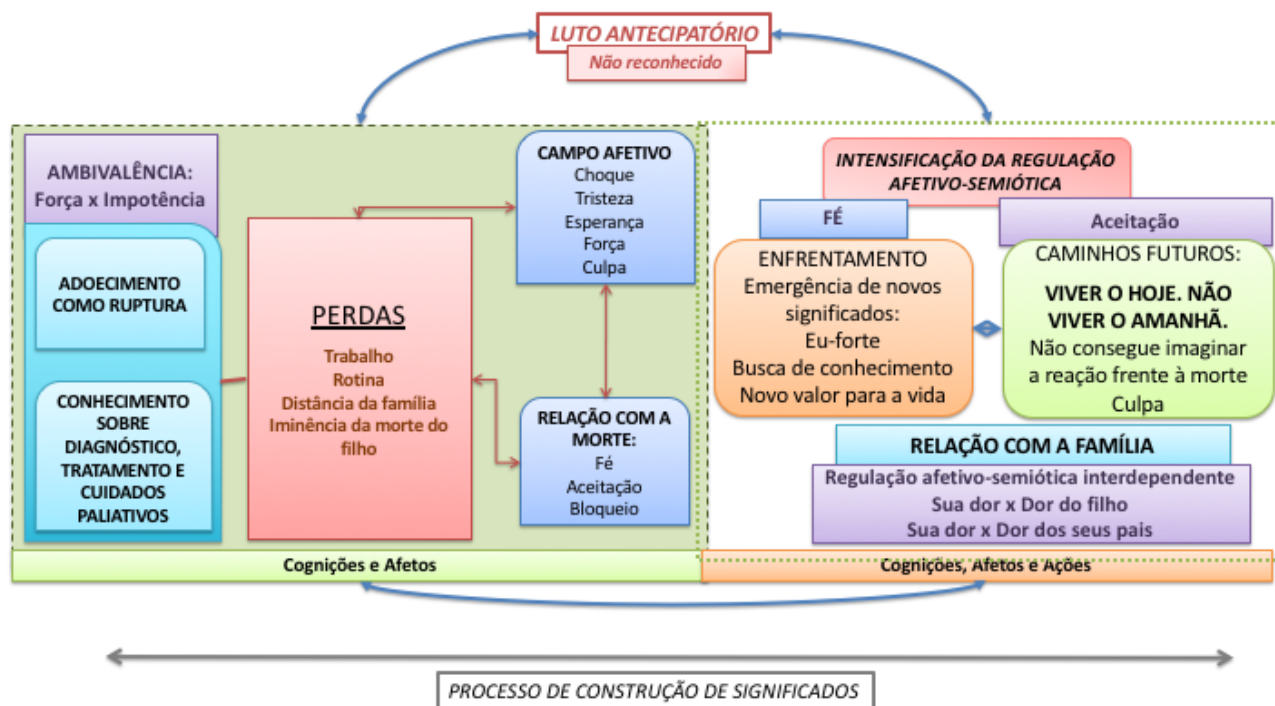 LUTO ANTECIPATÓRIO
Não reconhecido
AMBIVALÊNCIA:
Força x Impotência
ADOECIMENTO
COMO RUPTURA
CONHECIMENTO
SOBRE
DIAGNÓSTICO,
TRATAMENTO E
CUIDADOS
PALIATIVOS
PERDAS
Trabalho
Rotina
Distância da família
Iminência da morte do
filho
CAMPO AFETIVO
Choque
Tristeza
Esperança
Força
Culpa
RELAÇÃO COM A
MORTE:
Fé
Aceitação
Bloqueio
Cognições e Afetos
INTENSIFICAÇÃO DA REGULAÇÃO
AFETIVO-SEMIÓTICA
FÉ
ENFRENTAMENTO
Emergência de novos
significados:
Eu-forte
Busca de conhecimento
Novo valor para a vida
Aceitação
CAMINHOS FUTUROS:
VIVER O HOJE. NÃO
VIVER O AMANHÃ.
Não consegue imaginar
a reação frente à morte
Culpa
RELAÇÃO COM A FAMÍLIA
Regulação afetivo-semiótica interdependente
Sua dor x Dor do filho
Sua dor x Dor dos seus pais
Cognições, Afetos e Ações
PROCESSO DE CONSTRUÇÃO DE SIGNIFICADOS